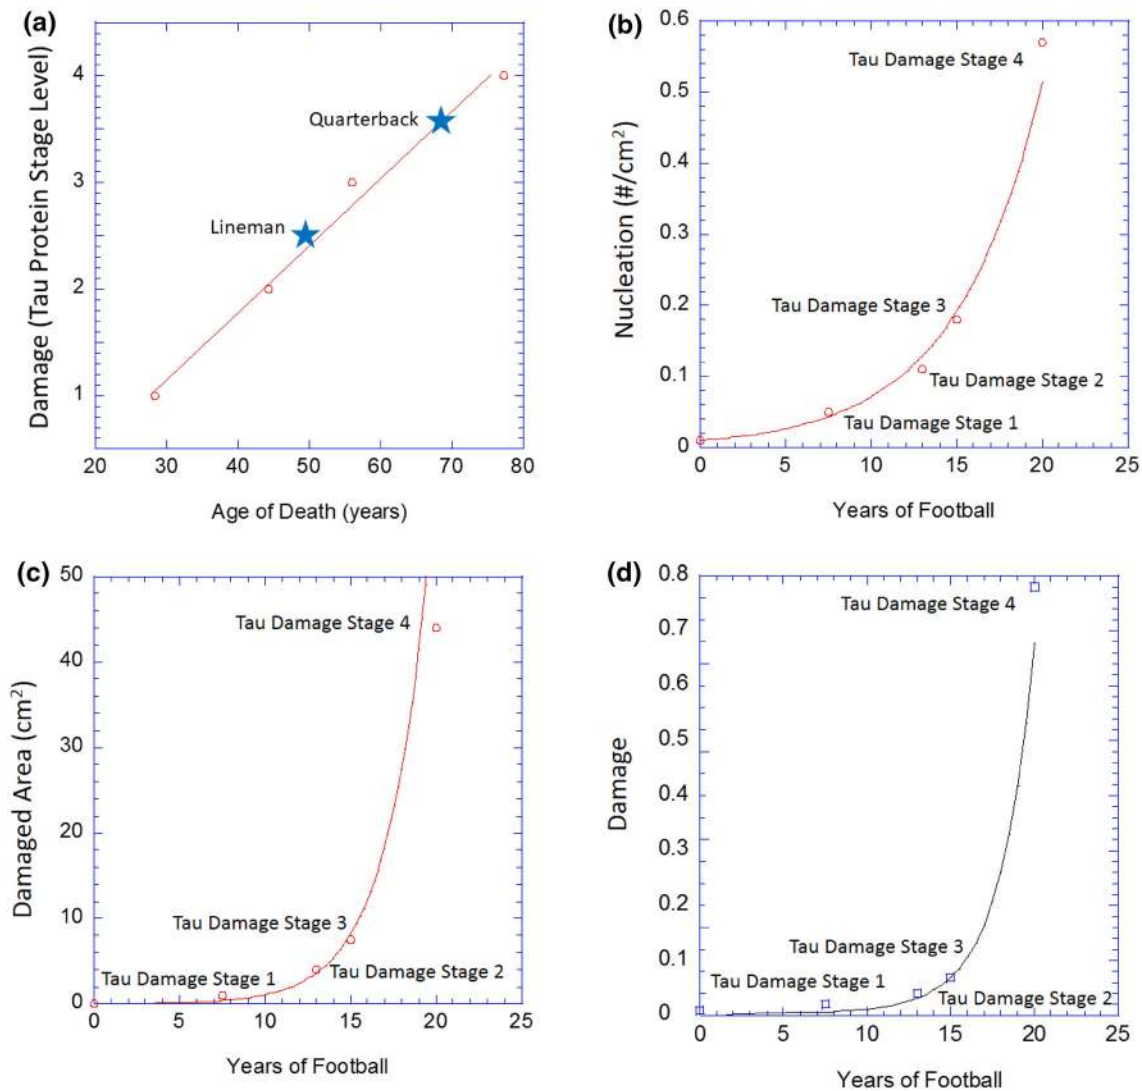 (a)
Damage (Tau Protein Stage Level)
4
3
2
1
Quarterback
Lineman
20 30 40 50 60 70 80
Age of Death (years)
(b)
Nucleation (#/cm²)
0.6
0.5
0.4
0.3
0.2
0.1
0
Tau Damage Stage 4
Tau Damage Stage 3
Tau Damage Stage 2
Tau Damage Stage 1
0 5 10 15 20 25
Years of Football
(c)
Damaged Area (cm²)
50
40
30
20
10
0
Tau Damage Stage 4
Tau Damage Stage 3
Tau Damage Stage 1
Tau Damage Stage 2
0 5 10 15 20 25
Years of Football
(d)
Damage
0.8
0.7
0.6
0.5
0.4
0.3
0.2
0.1
0
Tau Damage Stage 4
Tau Damage Stage 3
Tau Damage Stage 1
Tau Damage Stage 2
0 5 10 15 20 25
Years of Football